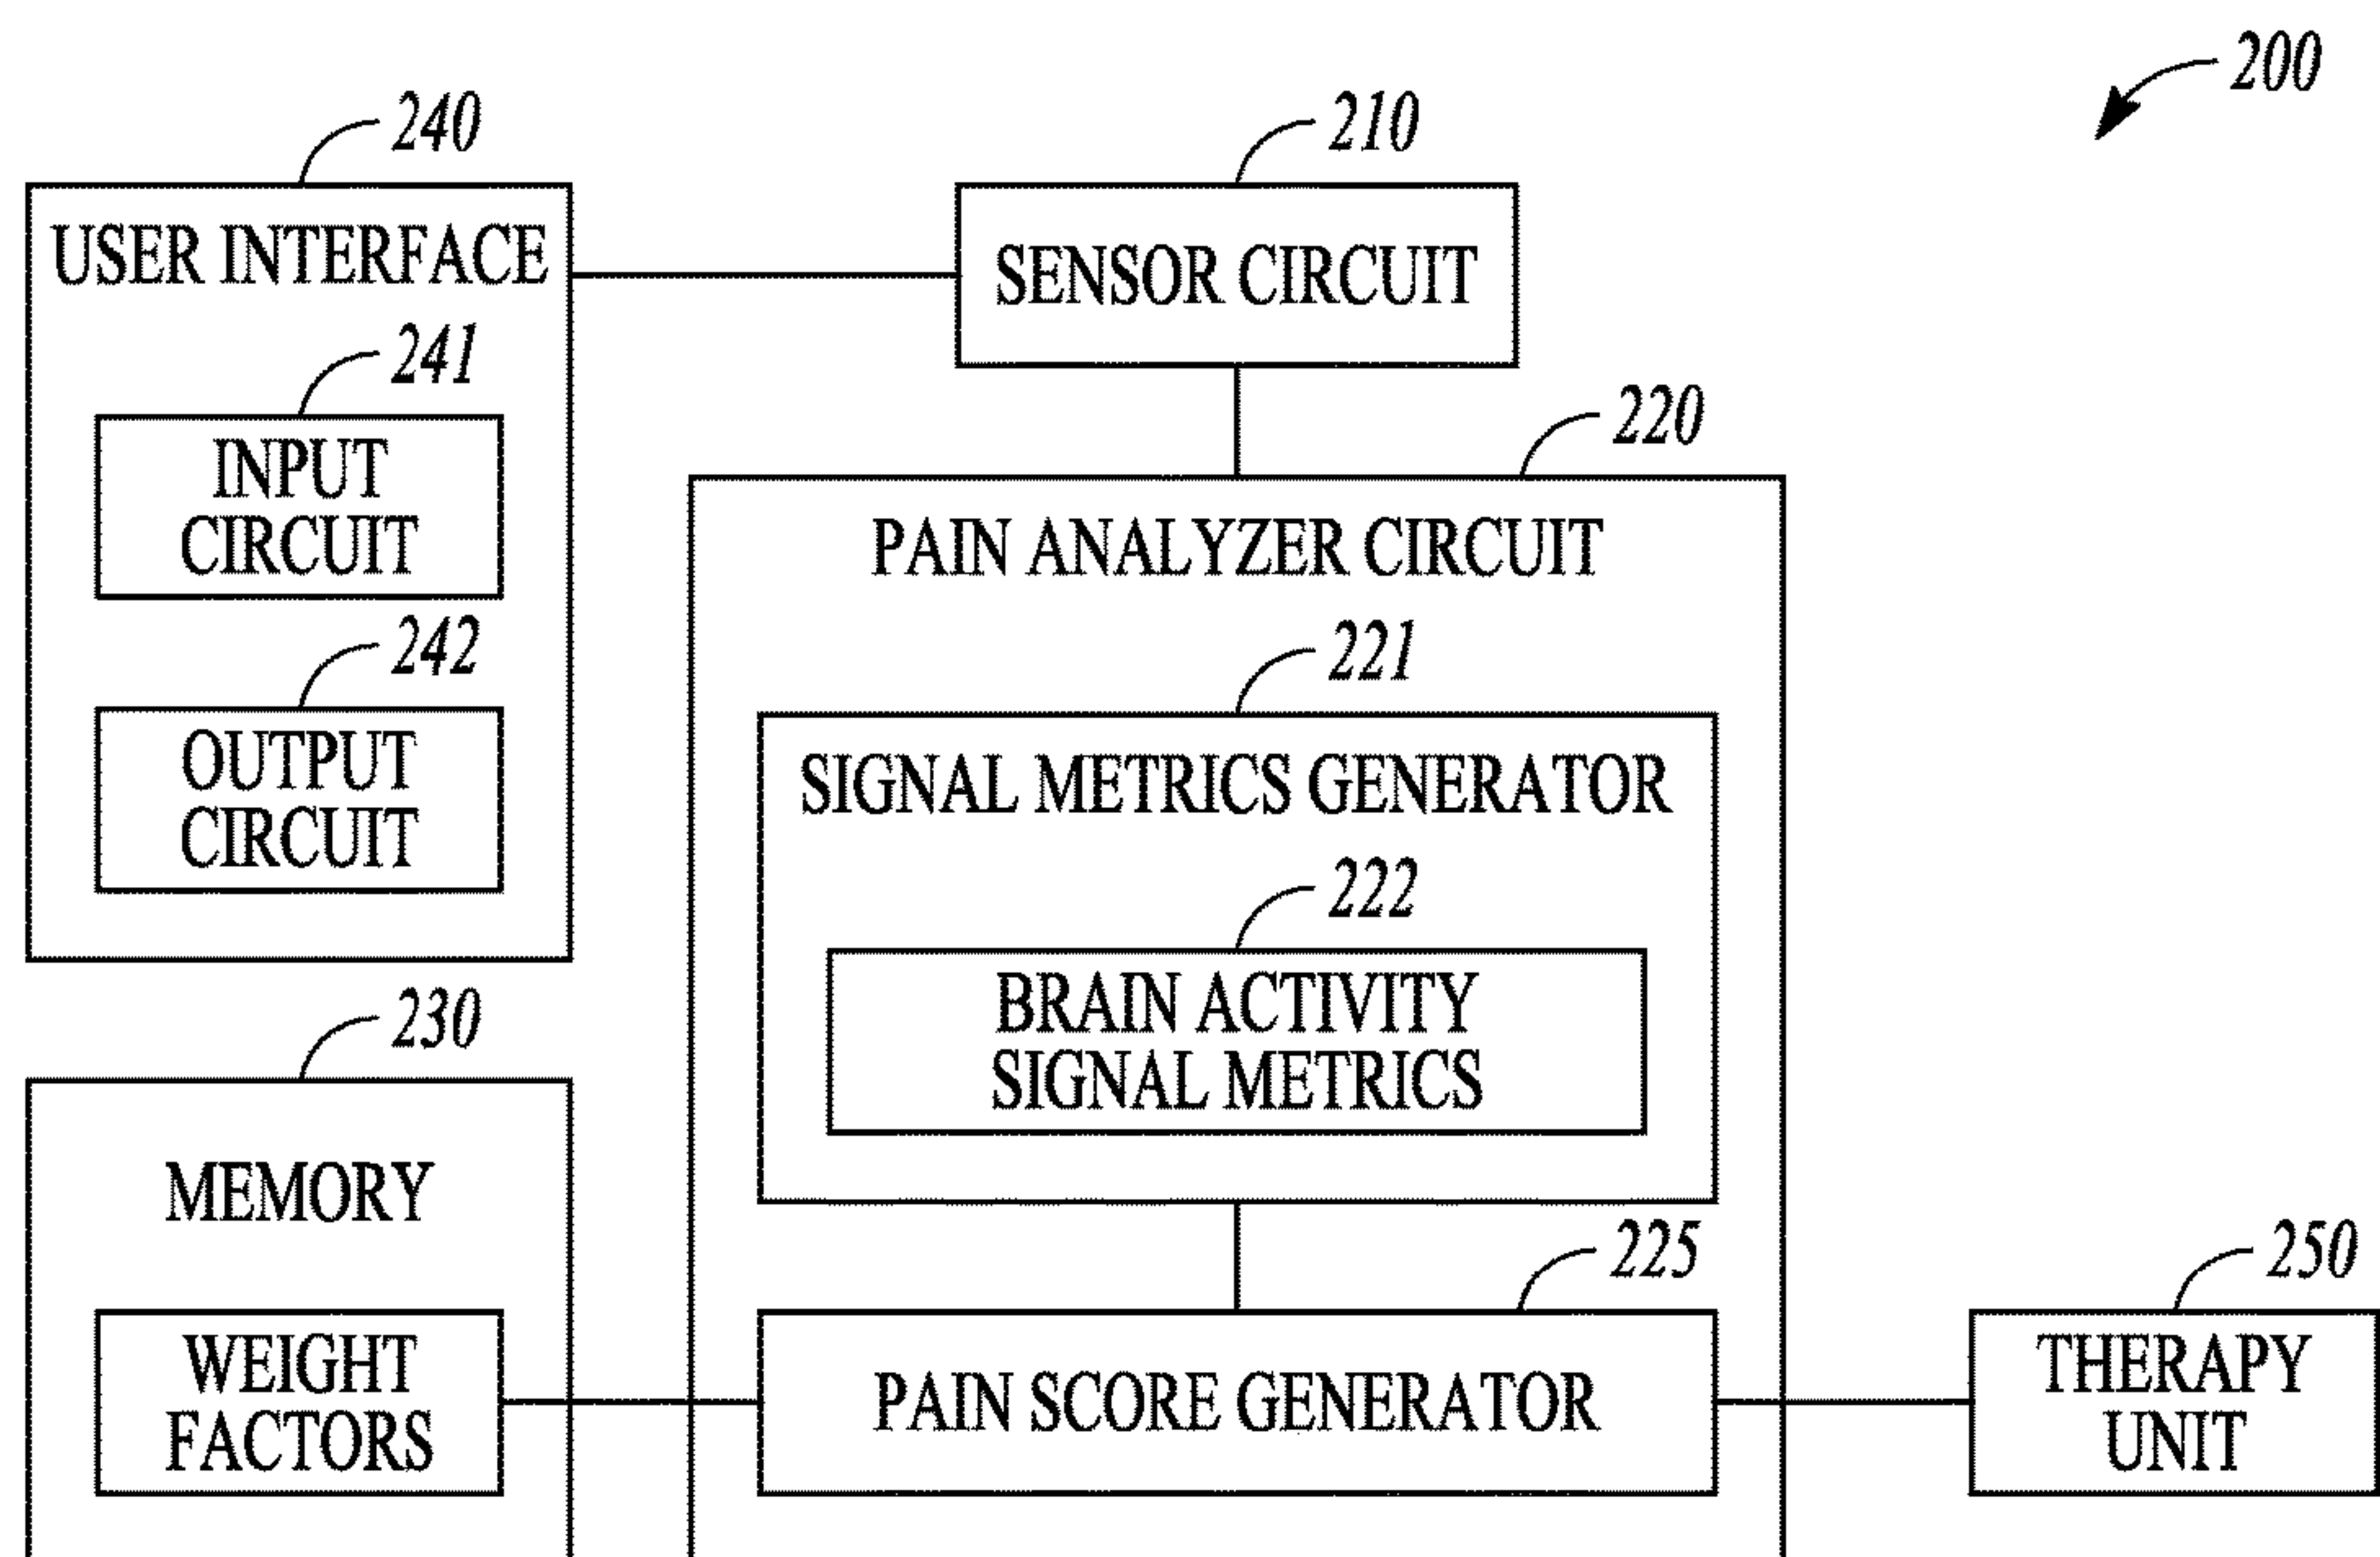 200
240
210
USER INTERFACE
SENSOR CIRCUIT
241
INPUT
CIRCUIT
220
PAIN ANALYZER CIRCUIT
242
OUTPUT
CIRCUIT
221
SIGNAL METRICS GENERATOR
222
BRAIN ACTIVITY
SIGNAL METRICS
230
MEMORY
WEIGHT
FACTORS
225
PAIN SCORE GENERATOR
250
THERAPY
UNIT